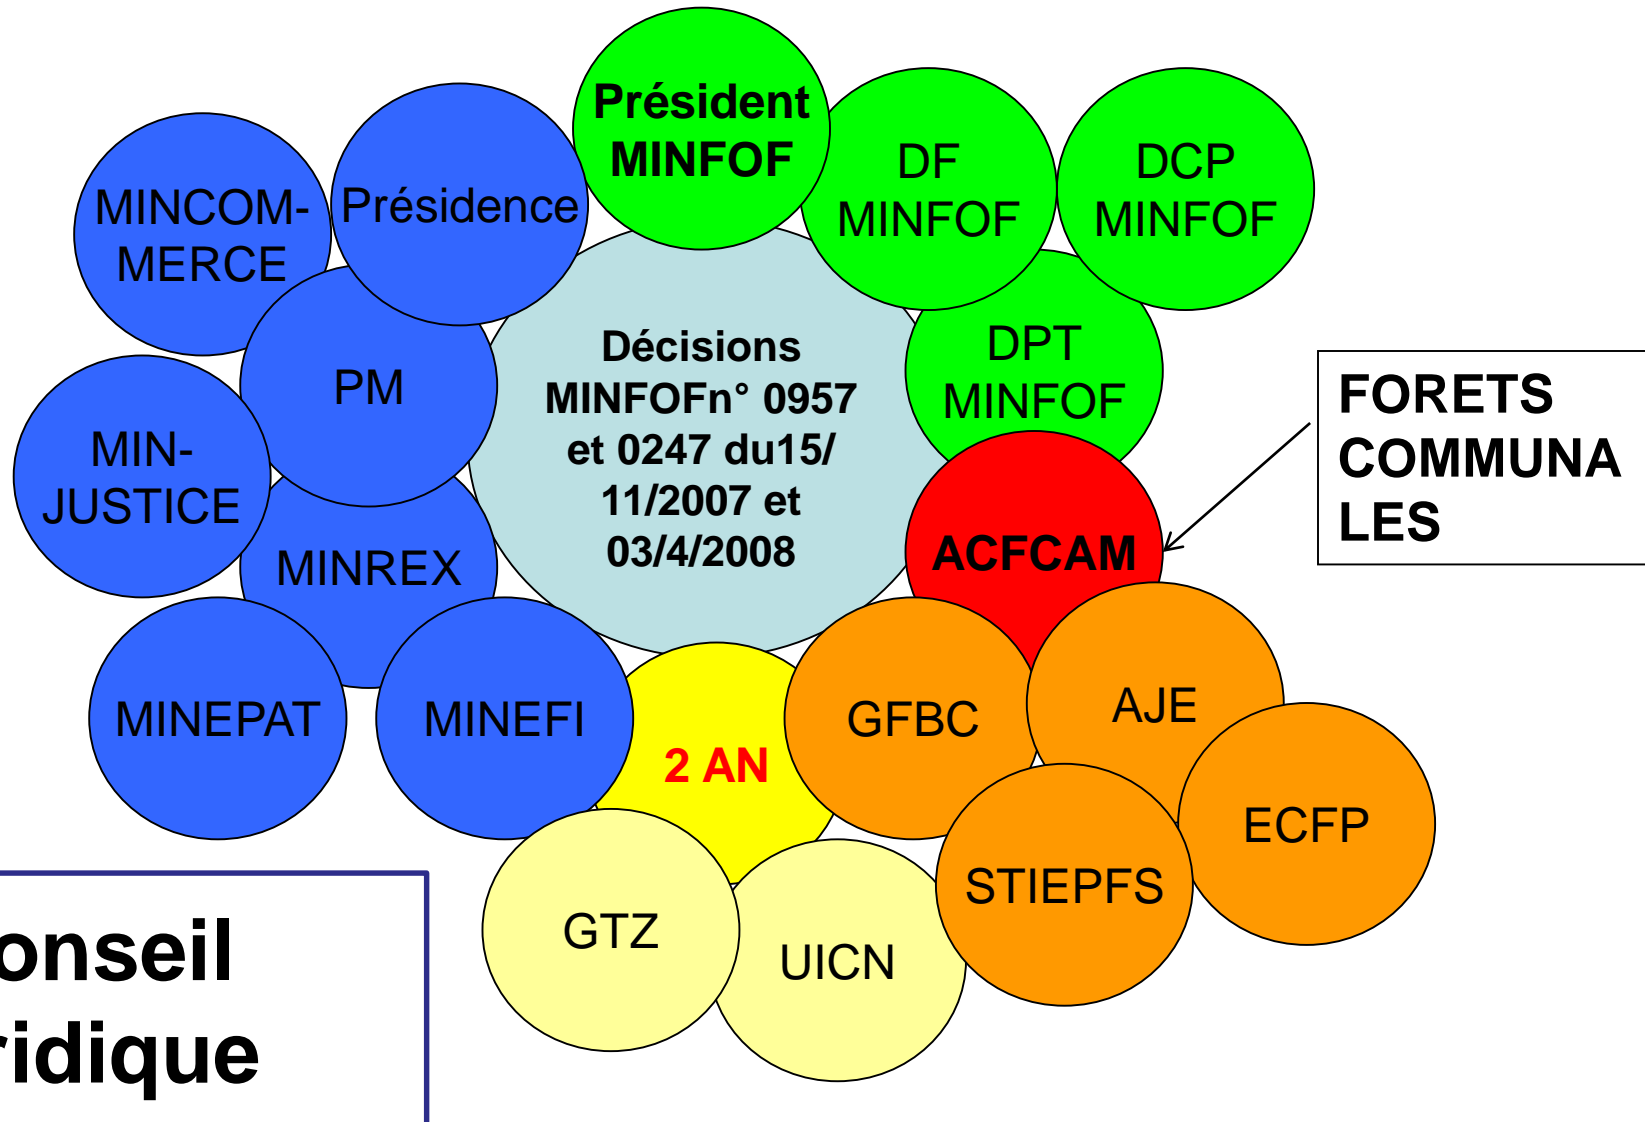 Président
MINFOF
DF
MINFOF
DCP
MINFOF
MINCOM-
MERCE
Présidence
PM
DPT
MINFOF
Décisions
MINFOFn° 0957
et 0247 du15/
11/2007 et
03/4/2008
FORETS
COMMUNA
LES
MIN-
JUSTICE
MINREX
ACFCAM
MINEPAT
MINEFI
2 AN
GFBC
AJE
ECFP
STIEPFS
GTZ
UICN
onseil
ridique